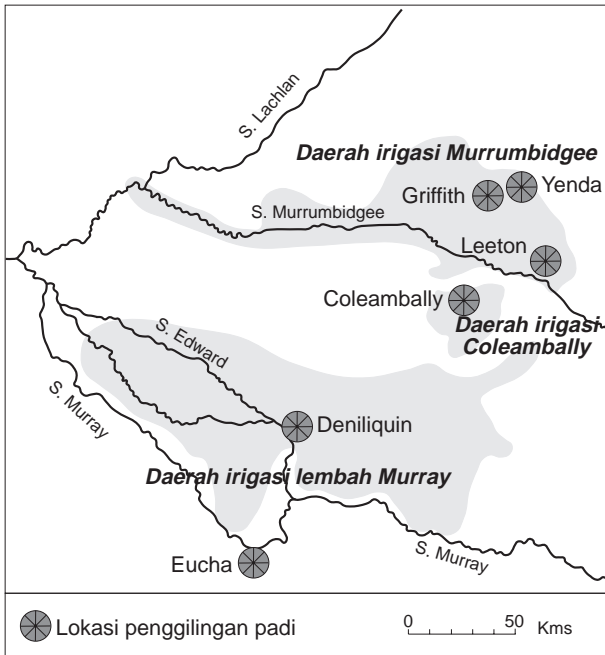 S. Lachlan
Daerah irigasi Murrumbidgee
Yenda
Griffith
S. Murrumbidgee
Leeton
Coleambally
Daerah irigasi
Coleambally
S. Edward
S. Murray
Deniliquin
Daerah irigasi lembah Murray
S. Murray
Eucha
Lokasi penggilingan padi
0 50 Kms